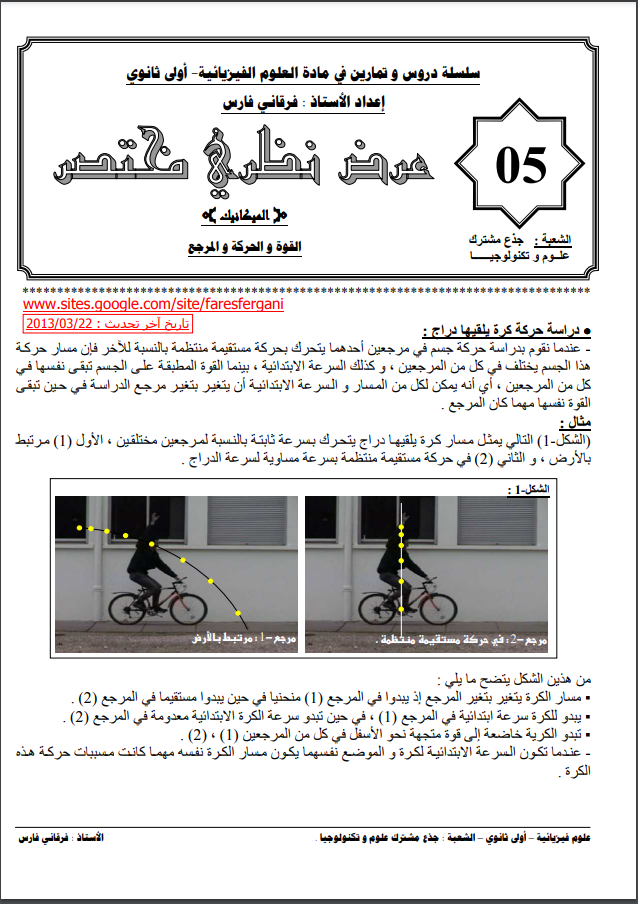 سلسلة دروس و تمارين في مادة العلوم الفيزيائية- أولى ثانوي
إعداد الأستاذ : فرقاني فارس
عرض نظري مختصر
05
الميكانيك
القوة و الحركة و المرجع
الشعبة : جذع مشترك
علــوم و تكنولوجيـــــا
********************************************************************************
www.sites.google.com/site/faresfergani
تاريخ آخر تحديث : 2013/03/22
● دراسة حركة كرة يلقيها دراج :
- عندما نقوم بدراسة حركة جسم في مرجعين أحدهما يتحرك بحركة مستقيمة منتظمة بالنسبة للآخر فإن مسار حركة
هذا الجسم يختلف في كل من المرجعين ، و كذلك السرعة الابتدائية ، بينما القوة المطبقة على الجسم تبقى نفسها في
كل من المرجعين ، أي أنه يمكن لكل من المسار و السرعة الابتدائية أن يتغير بتغير مرجع الدراسة في حين تبقى
القوة نفسها مهما كان المرجع .
مثال :
(الشكل-1) التالي يمثل مسار كرة يلقيها دراج يتحرك بسرعة ثابتة بالنسبة لمرجعين مختلقين ، الأول (1) مرتبط
بالأرض ، و الثاني (2) في حركة مستقيمة منتظمة بسرعة مساوية لسرعة الدراج .
الشكل-1 :
مرجع –2: في حركة مستقيمة منتظمة .
مرجع –1: مرتبط بالأرض
من هذين الشكل يتضح ما يلي :
▪ مسار الكرة يتغير بتغير المرجع إذ يبدوا في المرجع (1) منحنيا في حين يبدوا مستقيما في المرجع (2) .
▪ يبدو للكرة سرعة ابتدائية في المرجع (1) ، في حين تبدو سرعة الكرة الابتدائية معدومة في المرجع (2) .
▪ تبدو الكرية خاضعة إلى قوة متجهة نحو الأسفل في كل من المرجعين (1) ، (2) .
- عندما تكون السرعة الابتدائية لكرة و الموضع نفسهما يكون مسار الكرة نفسه مهما كانت مسببات حركة هذه
الكرة .
علوم فيزيائية – أولى ثانوي – الشعبة : جذع مشترك علوم و تكنولوجيا .
الأستاذ : فرقاني فارس